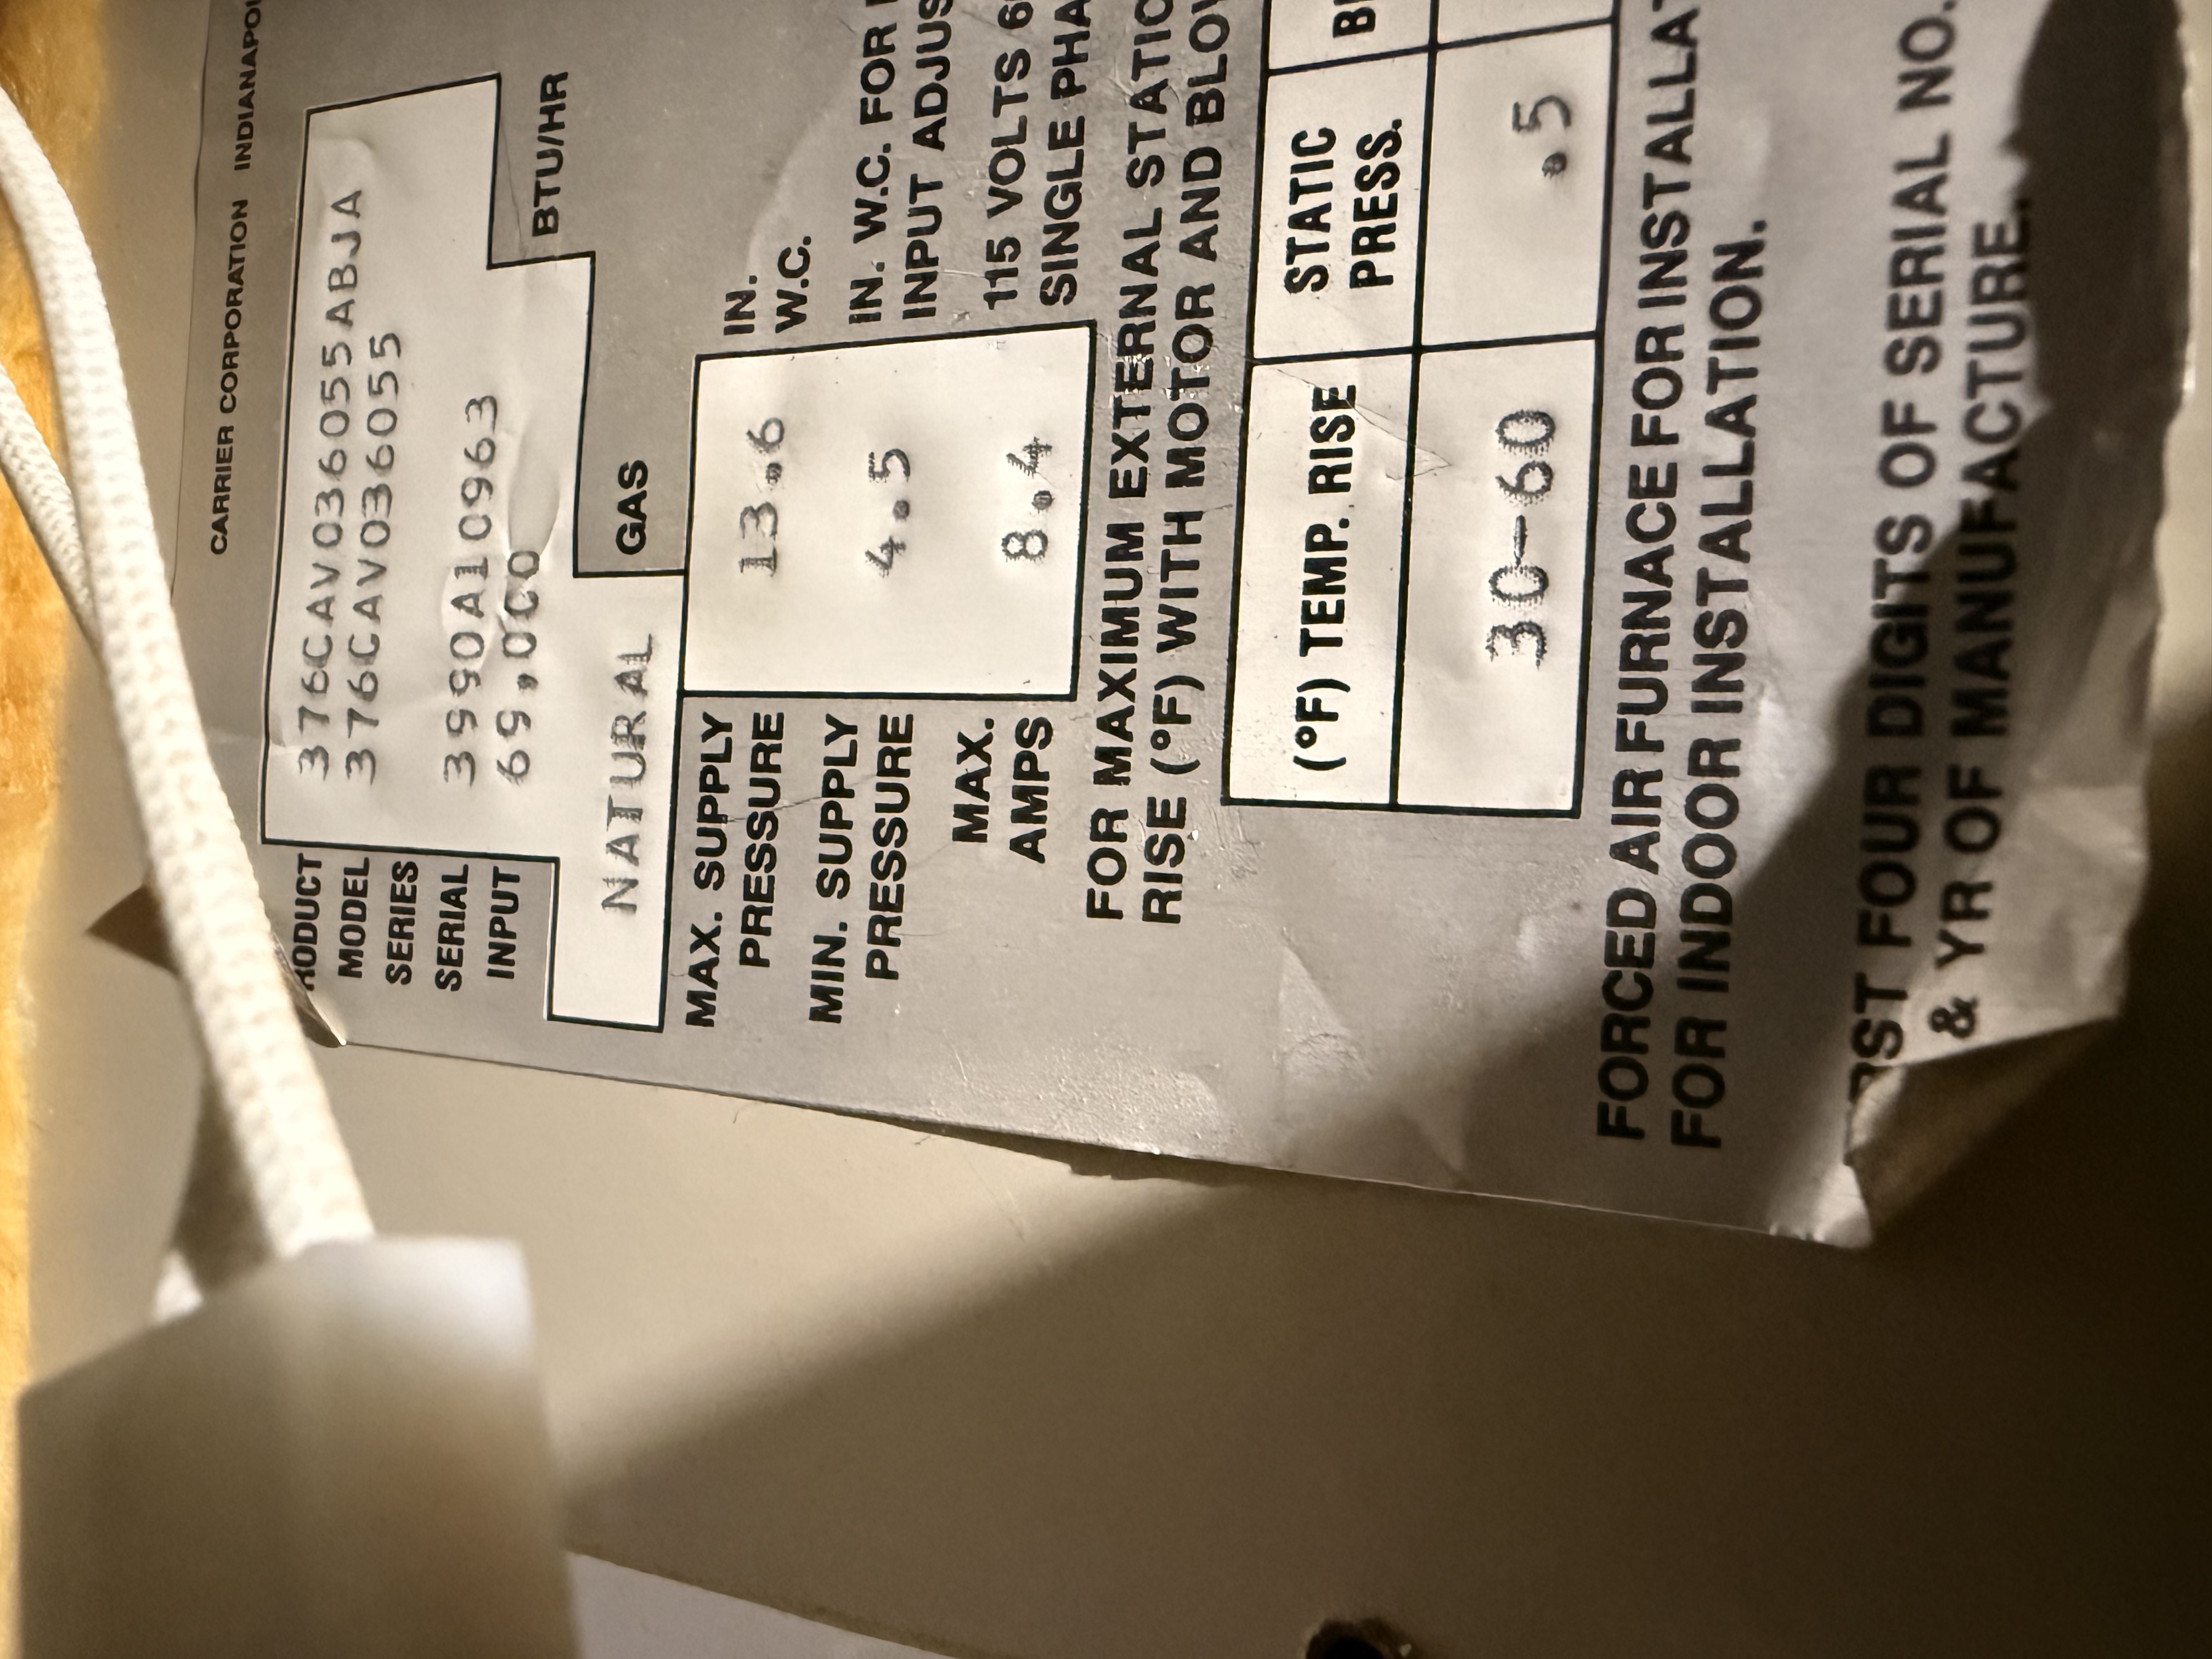 CARRIER CORPORATION INDIANAPOL
PRODUCT 376CAV036055ABJA
MODEL 376CAV036055
SERIES
SERIAL 3990A10963
INPUT 69,000 BTU/HR
NATURAL GAS
MAX. SUPPLY
PRESSURE 13.6 IN.
W.C.
MIN. SUPPLY
PRESSURE 4.5 IN. W.C. FOR
INPUT ADJUS
MAX.
AMPS 8.4 115 VOLTS 6
SINGLE PHA
FOR MAXIMUM EXTERNAL STATIC
RISE (°F) WITH MOTOR AND BLOW
(°F) TEMP. RISE STATIC
PRESS. B
30-60 .5
FORCED AIR FURNACE FOR INSTALLAT
FOR INDOOR INSTALLATION.
RST FOUR DIGITS OF SERIAL NO.
& YR OF MANUFACTURE.